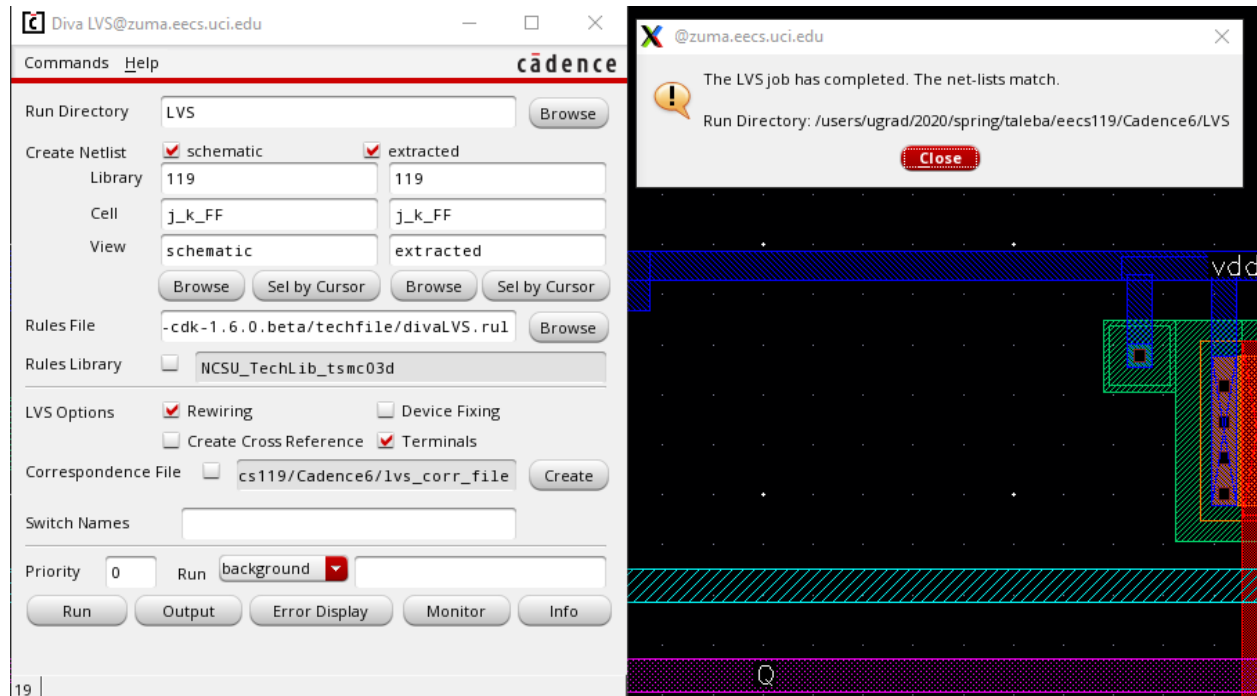 Diva LVS@zuma.eecs.uci.edu
Commands Help cādence
Run Directory LVS Browse
Create Netlist schematic extracted
Library 119 119
Cell j_k_FF j_k_FF
View schematic extracted
Browse Sel by Cursor Browse Sel by Cursor
Rules File -cdk-1.6.0.beta/techfile/divaLVS.rul Browse
Rules Library NCSU_TechLib_tsmc03d
LVS Options Rewiring Device Fixing
Create Cross Reference Terminals
Correspondence File cs119/Cadence6/lvs_corr_file Create
Switch Names
Priority 0 Run background
Run Output Error Display Monitor Info
19
@zuma.eecs.uci.edu
The LVS job has completed. The net-lists match.
Run Directory: /users/ugrad/2020/spring/taleba/eecs119/Cadence6/LVS
Close
vdd
Q